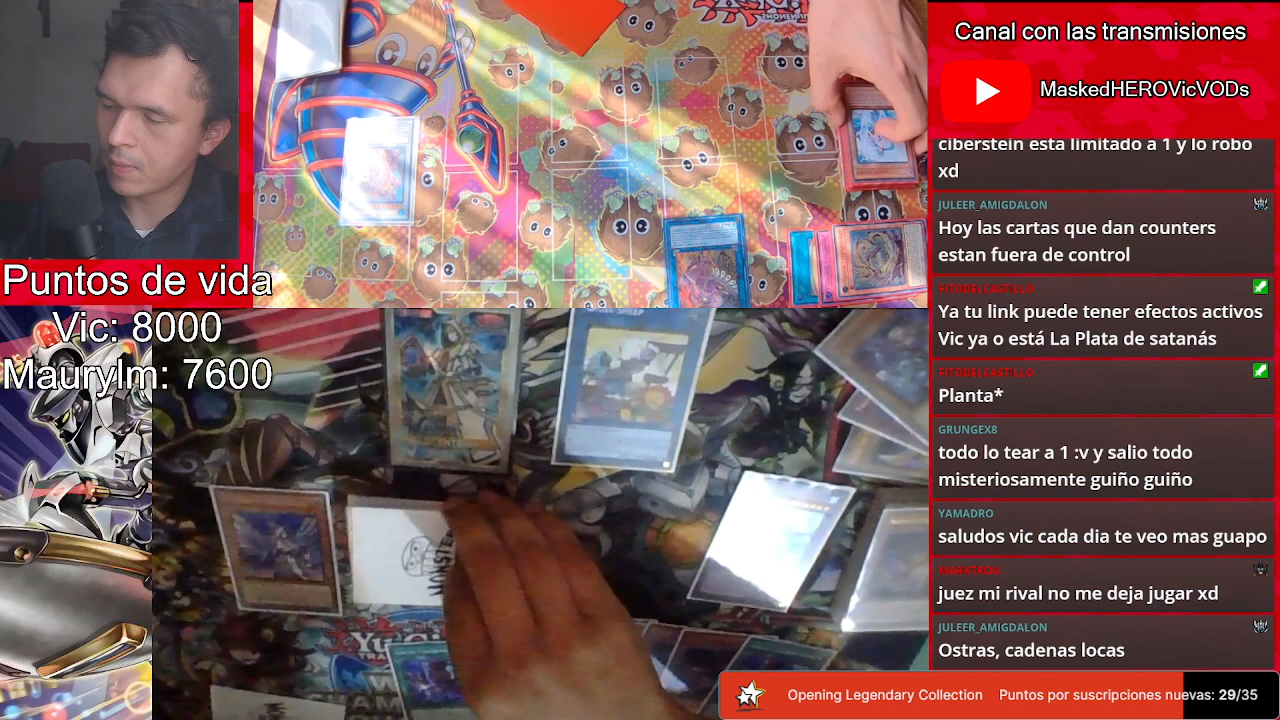 Canal con las transmisiones
MaskedHEROVicVODs
ciberstein esta limitado a 1 y lo robo
xd
JULEER_AMIGDALON
Hoy las cartas que dan counters
estan fuera de control
FITODELCASTILLO
Ya tu link puede tener efectos activos
Vic ya o está La Plata de satanás
FITODELCASTILLO
Planta*
GRUNGEX8
todo lo tear a 1 :v y salio todo
misteriosamente guiño guiño
YAMADRO
saludos vic cada dia te veo mas guapo
MARKTROU
juez mi rival no me deja jugar xd
JULEER_AMIGDALON
Ostras, cadenas locas
Puntos de vida
Vic: 8000
Maurylm: 7600
MONSTE
Opening Legendary Collection Puntos por suscripciones nuevas: 29/35